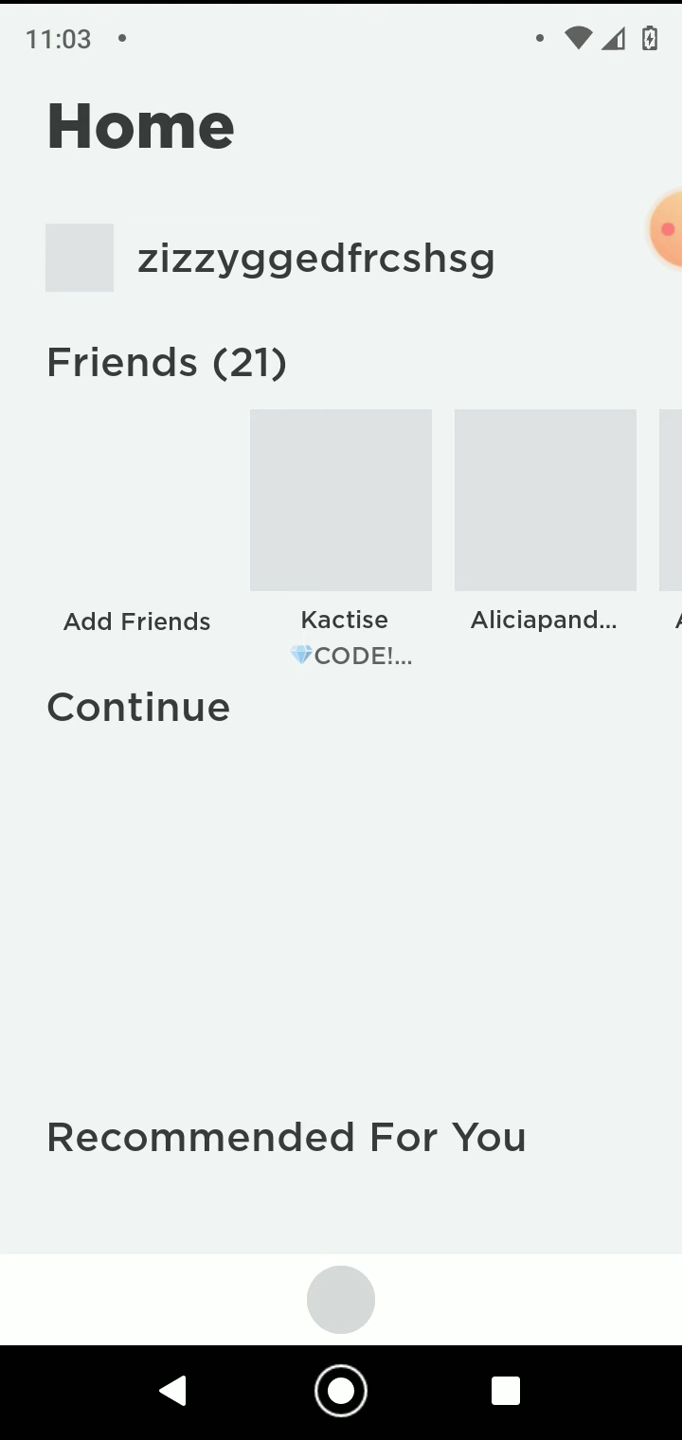 11:03
Home
zizzyggedfrcshsg
Friends (21)
Add Friends
Kactise
Aliciapand...
💎CODE!...
Continue
Recommended For You